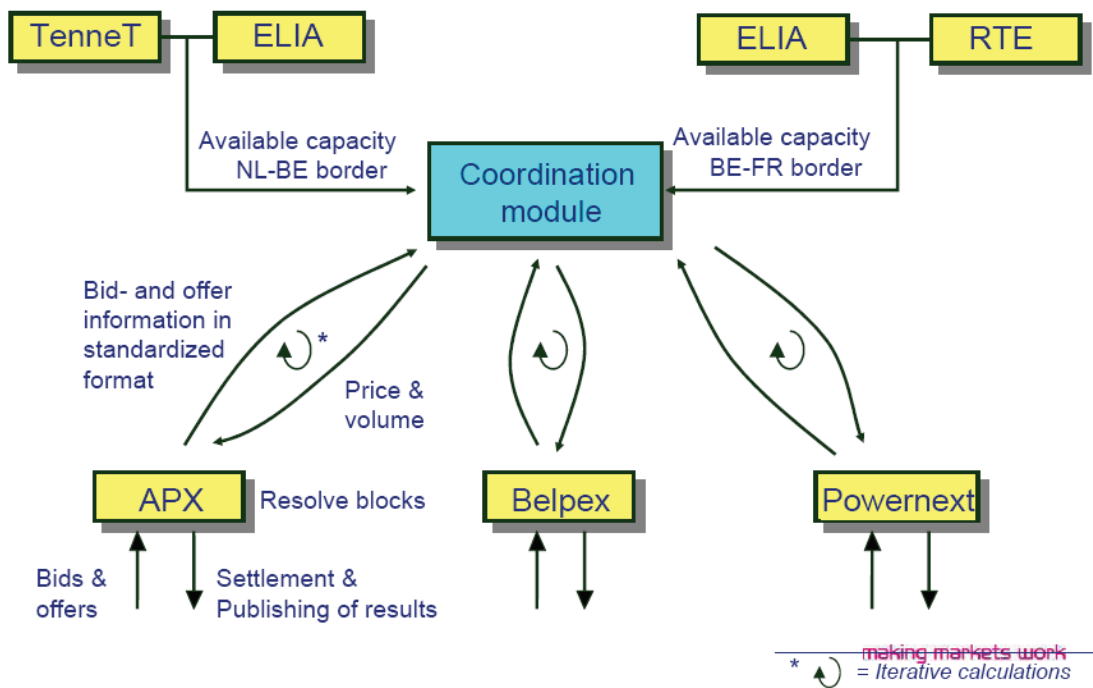 TenneT
ELIA
ELIA
RTE
Available capacity
NL-BE border
Available capacity
BE-FR border
Coordination
module
Bid- and offer
information in
standardized
format
*
Price &
volume
APX
Resolve blocks
Belpex
Powernext
Bids &
offers
Settlement &
Publishing of results
making markets work
* = Iterative calculations